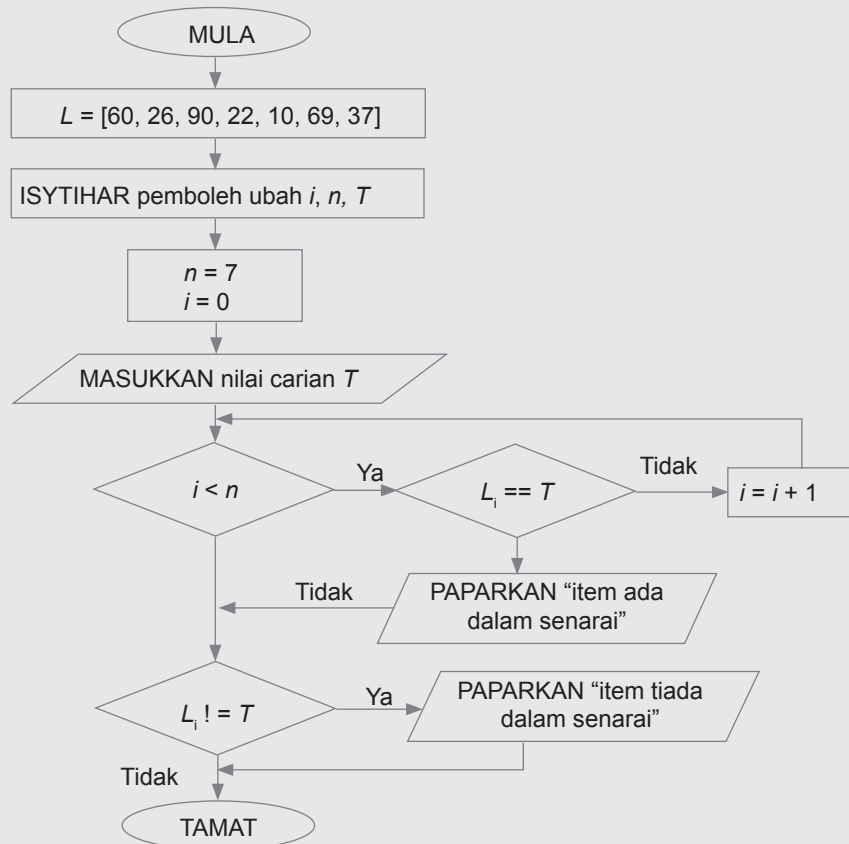 MULA
L = [60, 26, 90, 22, 10, 69, 37]
ISYTIHAR pemboleh ubah i, n, T
n = 7
i = 0
MASUKKAN nilai carian T
i < n
Ya
Lᵢ == T
Tidak
i = i + 1
Tidak
PAPARKAN “item ada
dalam senarai”
Lᵢ ! = T
Ya
PAPARKAN “item tiada
dalam senarai”
Tidak
TAMAT